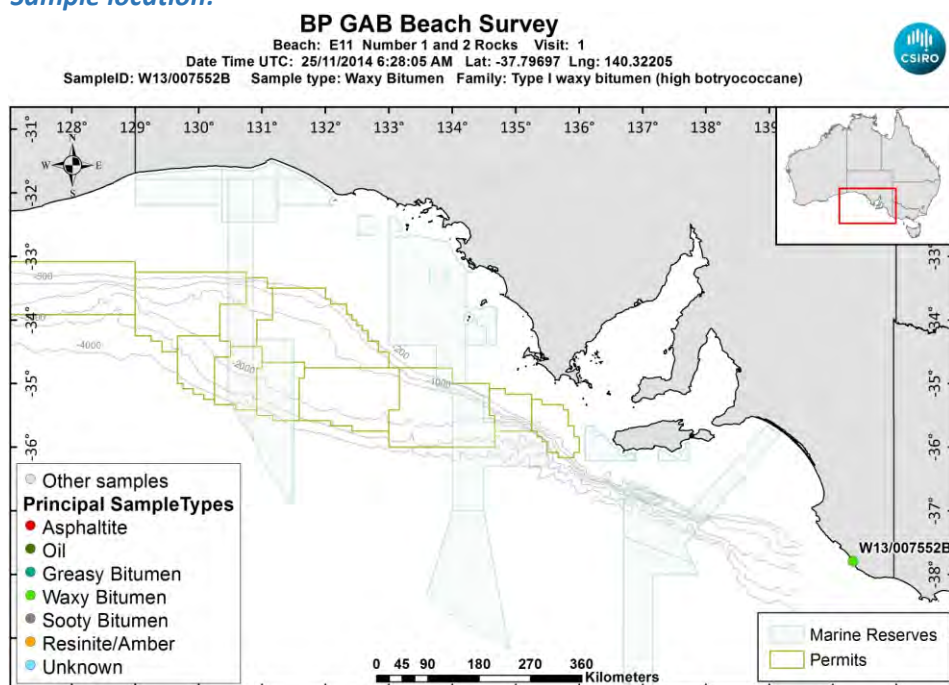 Sample location:
BP GAB Beach Survey
Beach: E11 Number 1 and 2 Rocks Visit: 1
Date Time UTC: 25/11/2014 6:28:05 AM Lat: -37.79697 Lng: 140.32205
SampleID: W13/007552B Sample type: Waxy Bitumen Family: Type I waxy bitumen (high botryococcane)
CSIRO
128° 129° 130° 131° 132° 133° 134° 135° 136° 137° 138° 139°
-31°
-32°
-33°
-34°
-35°
-36°
-37°
-38°
N
W E
S
-4000
-2000
-200
-1000
-33°
-34°
-35°
-36°
-37°
-38°
W13/007552B
Other samples
Principal SampleTypes
Asphaltite
Oil
Greasy Bitumen
Waxy Bitumen
Sooty Bitumen
Resinite/Amber
Unknown
0 45 90 180 270 360
Kilometers
Marine Reserves
Permits